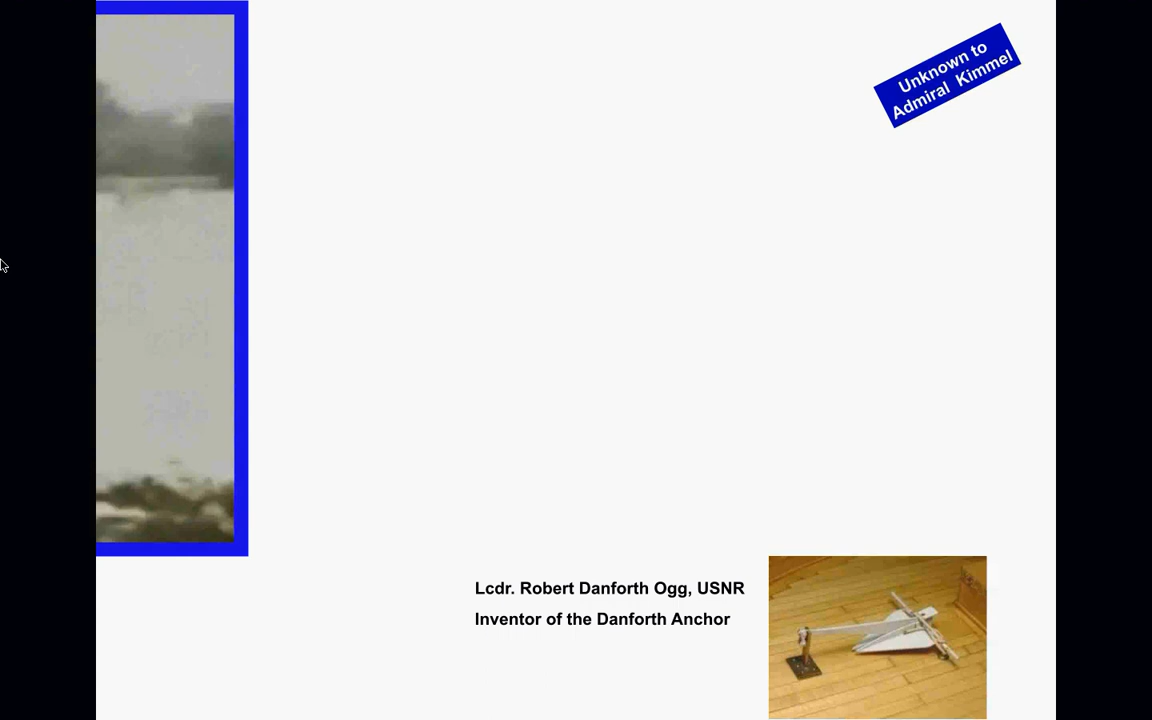 Unknown to
Admiral Kimmel
Lcdr. Robert Danforth Ogg, USNR
Inventor of the Danforth Anchor